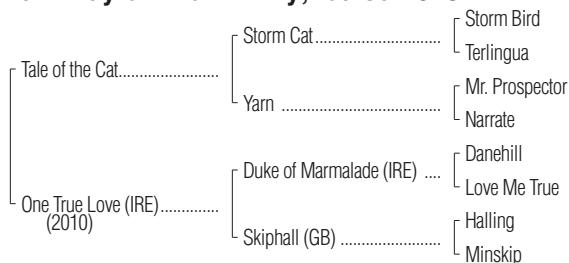 Storm Bird
Storm Cat
Terlingua
Tale of the Cat
Mr. Prospector
Yarn
Narrate
Danehill
Duke of Marmalade (IRE)
Love Me True
One True Love (IRE)
(2010)
Halling
Skiphall (GB)
Minskip